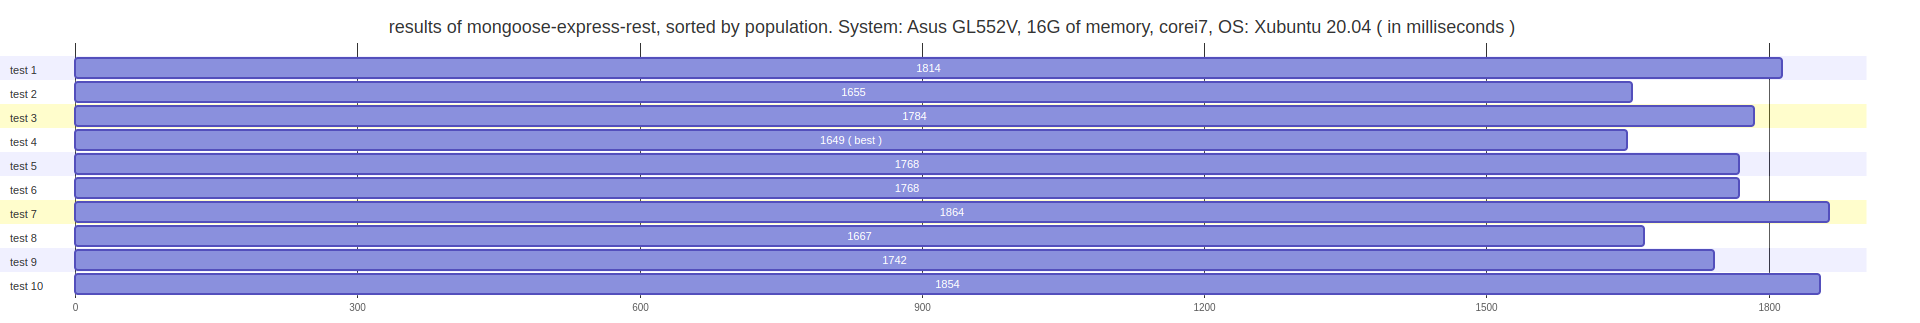 results of mongoose-express-rest, sorted by population. System: Asus GL552V, 16G of memory, corei7, OS: Xubuntu 20.04 ( in milliseconds )
test 1 1814
test 2 1655
test 3 1784
test 4 1649 ( best )
test 5 1768
test 6 1768
test 7 1864
test 8 1667
test 9 1742
test 10 1854
0 300 600 900 1200 1500 1800